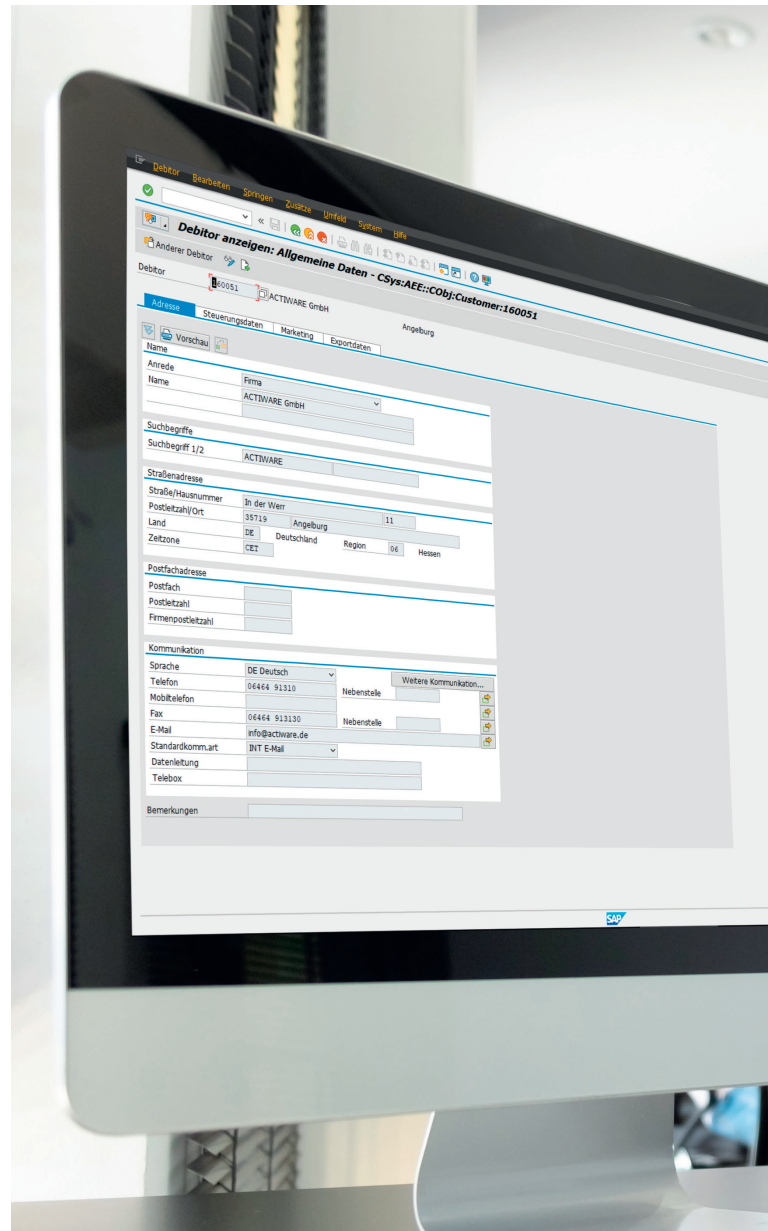 Debitor Bearbeiten Springen Zusätze Umfeld System Hilfe
Debitor anzeigen: Allgemeine Daten - CSys:AEE::CObj:Customer:160051
Anderer Debitor
Debitor 160051 ACTIWARE GmbH Angelburg
Adresse Steuerungsdaten Marketing Exportdaten
Vorschau
Name
Anrede Firma
Name ACTIWARE GmbH
Suchbegriffe
Suchbegriff 1/2 ACTIWARE
Straßenadresse
Straße/Hausnummer In der Werr 11
Postleitzahl/Ort 35719 Angelburg
Land DE Deutschland Region 06 Hessen
Zeitzone CET
Postfachadresse
Postfach
Postleitzahl
Firmenpostleitzahl
Kommunikation
Sprache DE Deutsch Weitere Kommunikation...
Telefon 06464 91310 Nebenstelle
Mobiltelefon
Fax 06464 913130 Nebenstelle
E-Mail info@actiware.de
Standardkomm.art INT E-Mail
Datenleitung
Telebox
Bemerkungen
SAP